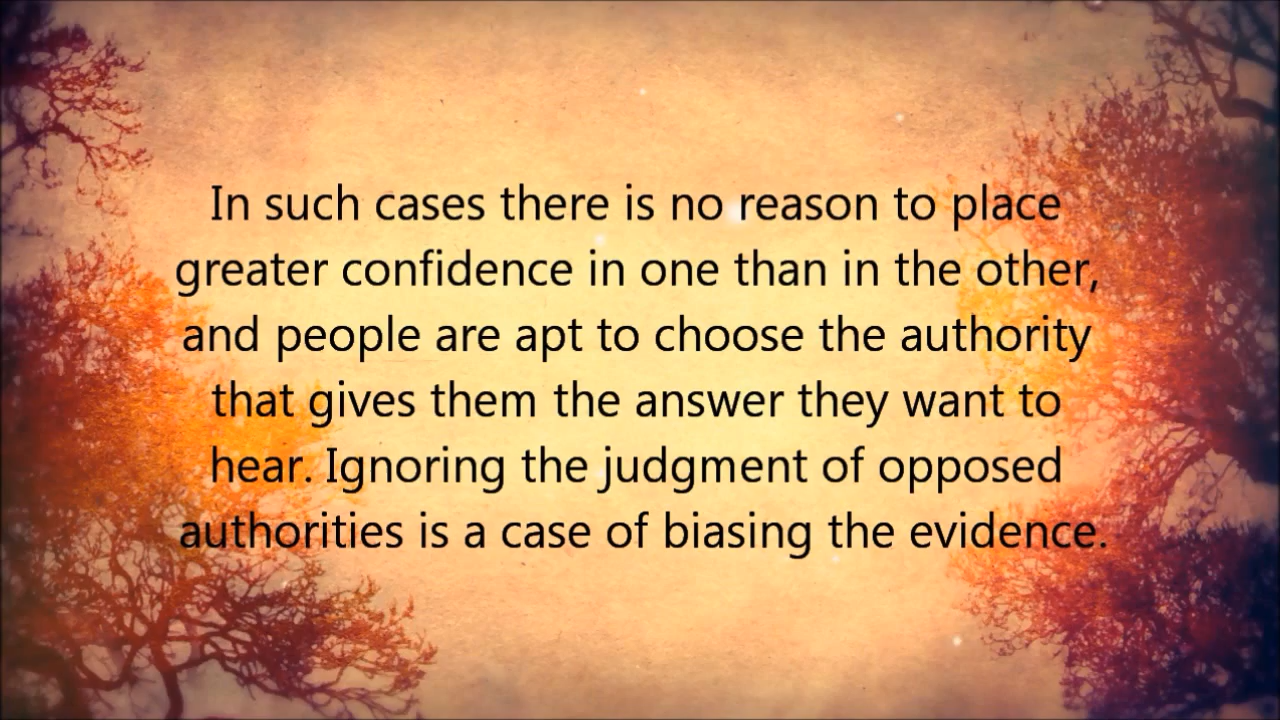 In such cases there is no reason to place
greater confidence in one than in the other,
and people are apt to choose the authority
that gives them the answer they want to
hear. Ignoring the judgment of opposed
authorities is a case of biasing the evidence.